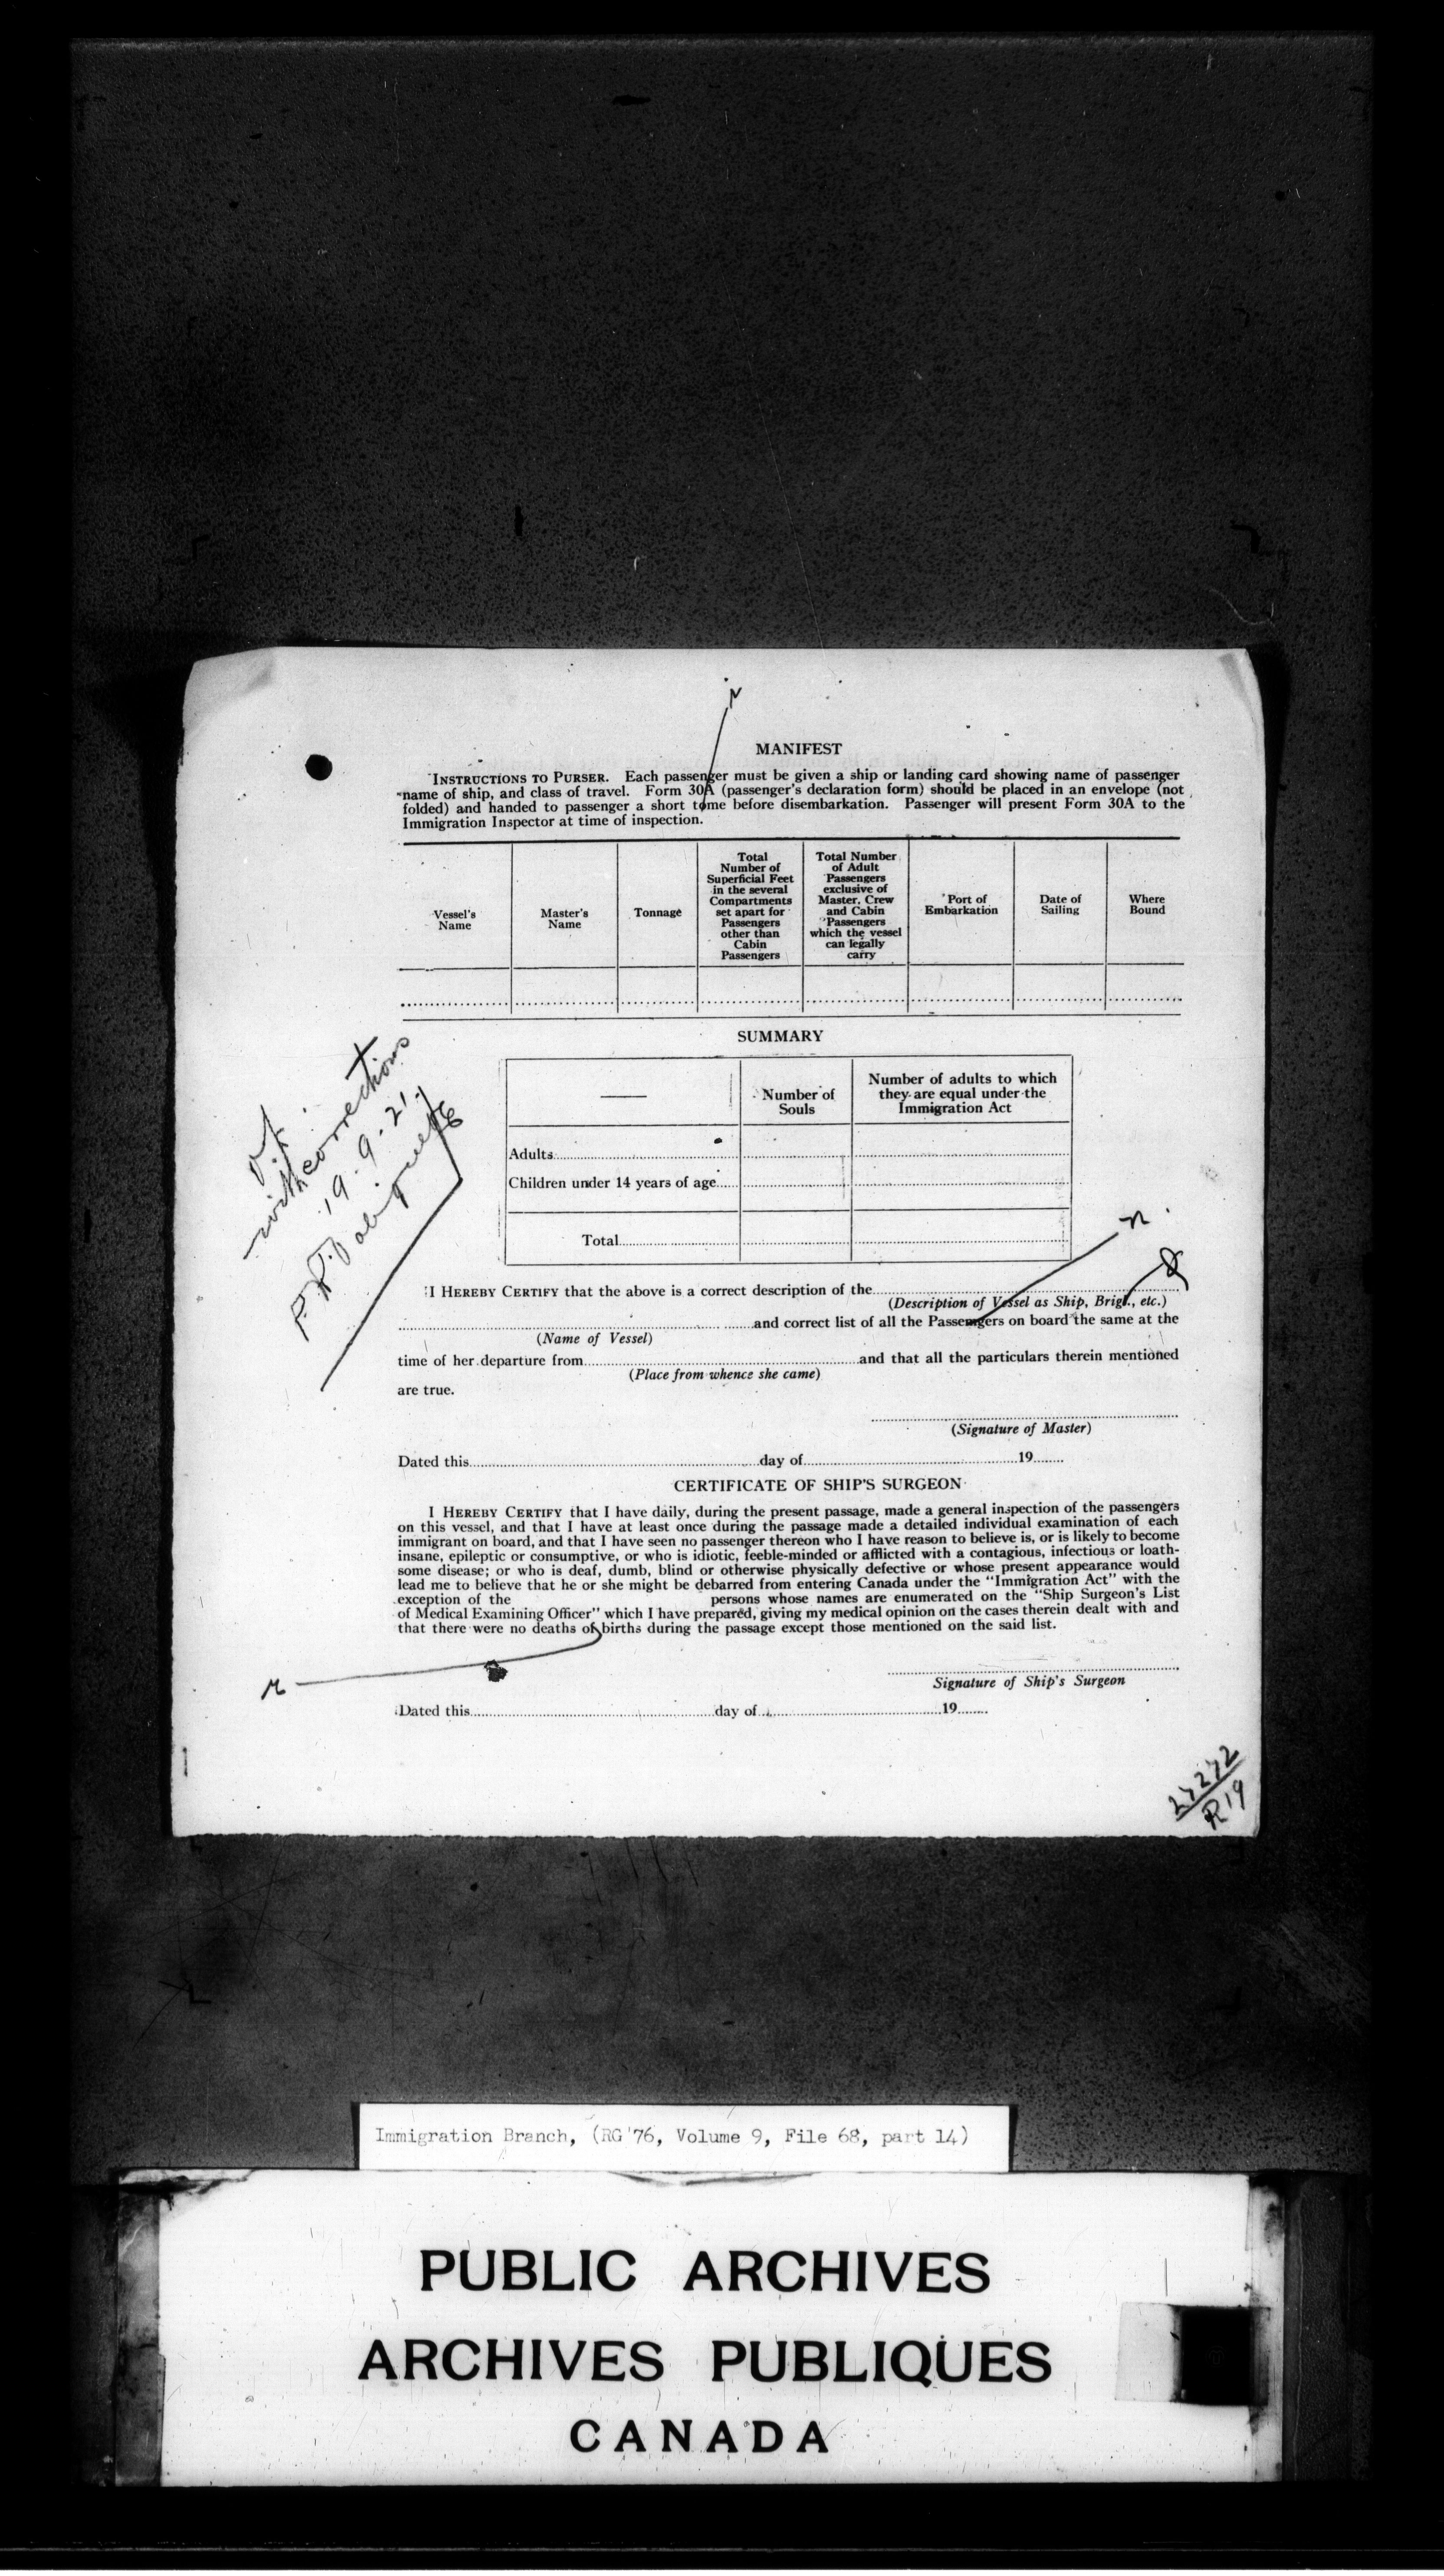 MANIFEST
INSTRUCTIONS TO PURSER. Each passenger must be given a ship or landing card showing name of passenger
name of ship, and class of travel. Form 30A (passenger's declaration form) should be placed in an envelope (not
folded) and handed to passenger a short tome before disembarkation. Passenger will present Form 30A to the
Immigration Inspector at time of inspection.
Vessel's Name
Master's Name
Tonnage
Total Number of Superficial Feet in the several Compartments set apart for Passengers other than Cabin Passengers
Total Number of Adult Passengers exclusive of Master, Crew and Cabin Passengers which the vessel can legally carry
Port of Embarkation
Date of Sailing
Where Bound
SUMMARY
Number of Souls
Number of adults to which they are equal under the Immigration Act
Adults
Children under 14 years of age
Total
with corrections
19-9-21
n
I HEREBY CERTIFY that the above is a correct description of the
(Description of Vessel as Ship, Brigt., etc.)
and correct list of all the Passemgers on board the same at the
(Name of Vessel)
time of her departure from and that all the particulars therein mentioned
(Place from whence she came)
are true.
(Signature of Master)
Dated this day of 19
CERTIFICATE OF SHIP'S SURGEON
I HEREBY CERTIFY that I have daily, during the present passage, made a general inspection of the passengers
on this vessel, and that I have at least once during the passage made a detailed individual examination of each
immigrant on board, and that I have seen no passenger thereon who I have reason to believe is, or is likely to become
insane, epileptic or consumptive, or who is idiotic, feeble-minded or afflicted with a contagious, infectious or loath-
some disease; or who is deaf, dumb, blind or otherwise physically defective or whose present appearance would
lead me to believe that he or she might be debarred from entering Canada under the "Immigration Act" with the
exception of the persons whose names are enumerated on the "Ship Surgeon's List
of Medical Examining Officer" which I have prepared, giving my medical opinion on the cases therein dealt with and
that there were no deaths of births during the passage except those mentioned on the said list.
r
Signature of Ship's Surgeon
Dated this day of 19
27272
R19
Immigration Branch, (RG 76, Volume 9, File 68, part 14)
PUBLIC ARCHIVES
ARCHIVES PUBLIQUES
CANADA